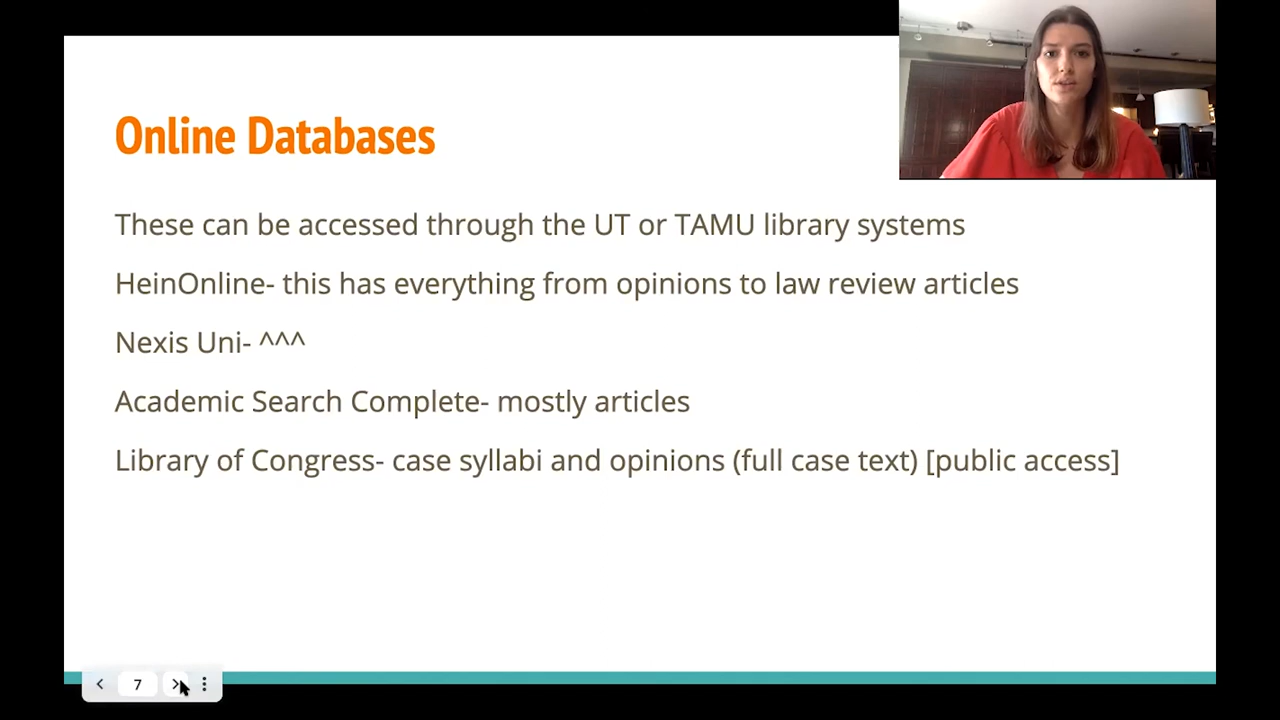 Online Databases
These can be accessed through the UT or TAMU library systems
HeinOnline- this has everything from opinions to law review articles
Nexis Uni- ^^^
Academic Search Complete- mostly articles
Library of Congress- case syllabi and opinions (full case text) [public access]
7